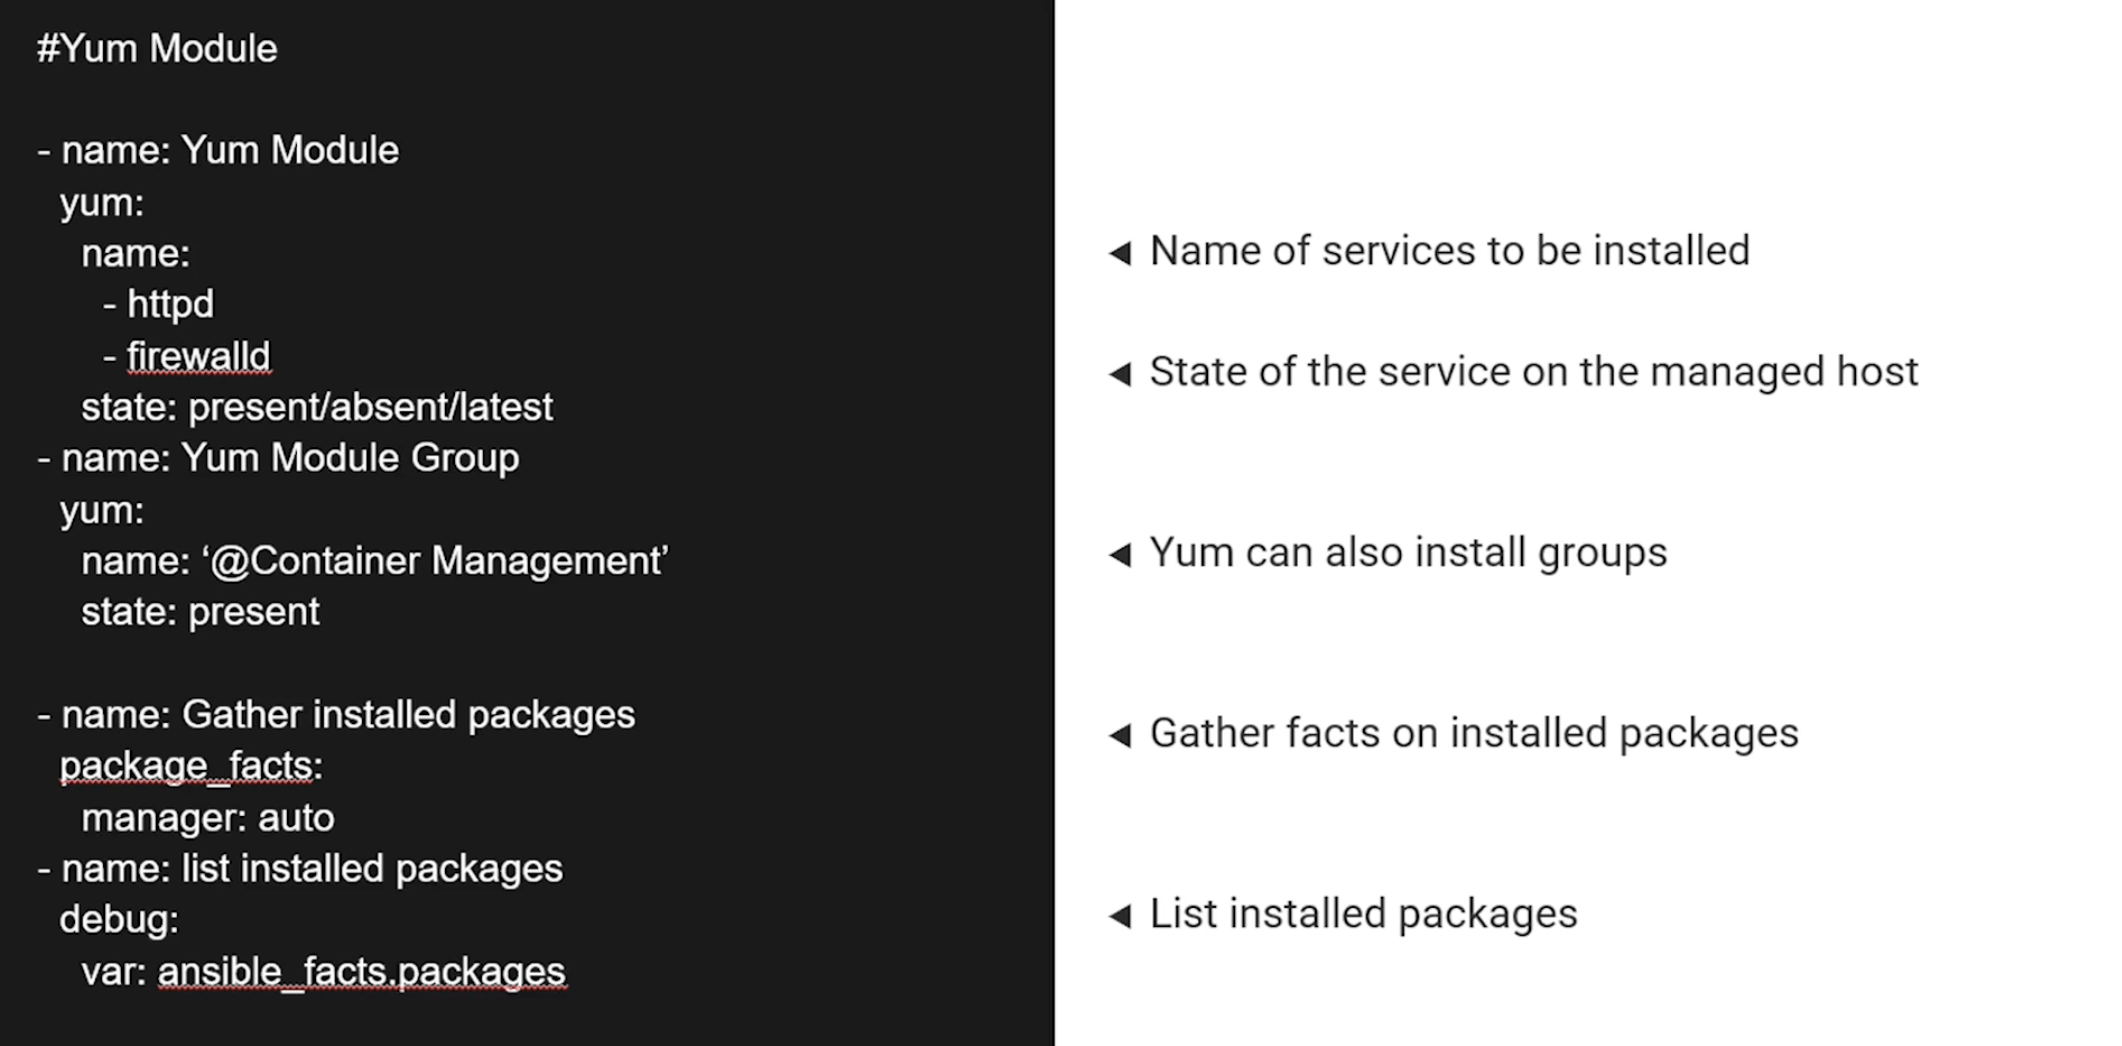 #Yum Module
- name: Yum Module
yum:
name:
- httpd
- firewalld
state: present/absent/latest
- name: Yum Module Group
yum:
name: ‘@Container Management’
state: present
- name: Gather installed packages
package_facts:
manager: auto
- name: list installed packages
debug:
var: ansible_facts.packages
Name of services to be installed
State of the service on the managed host
Yum can also install groups
Gather facts on installed packages
List installed packages